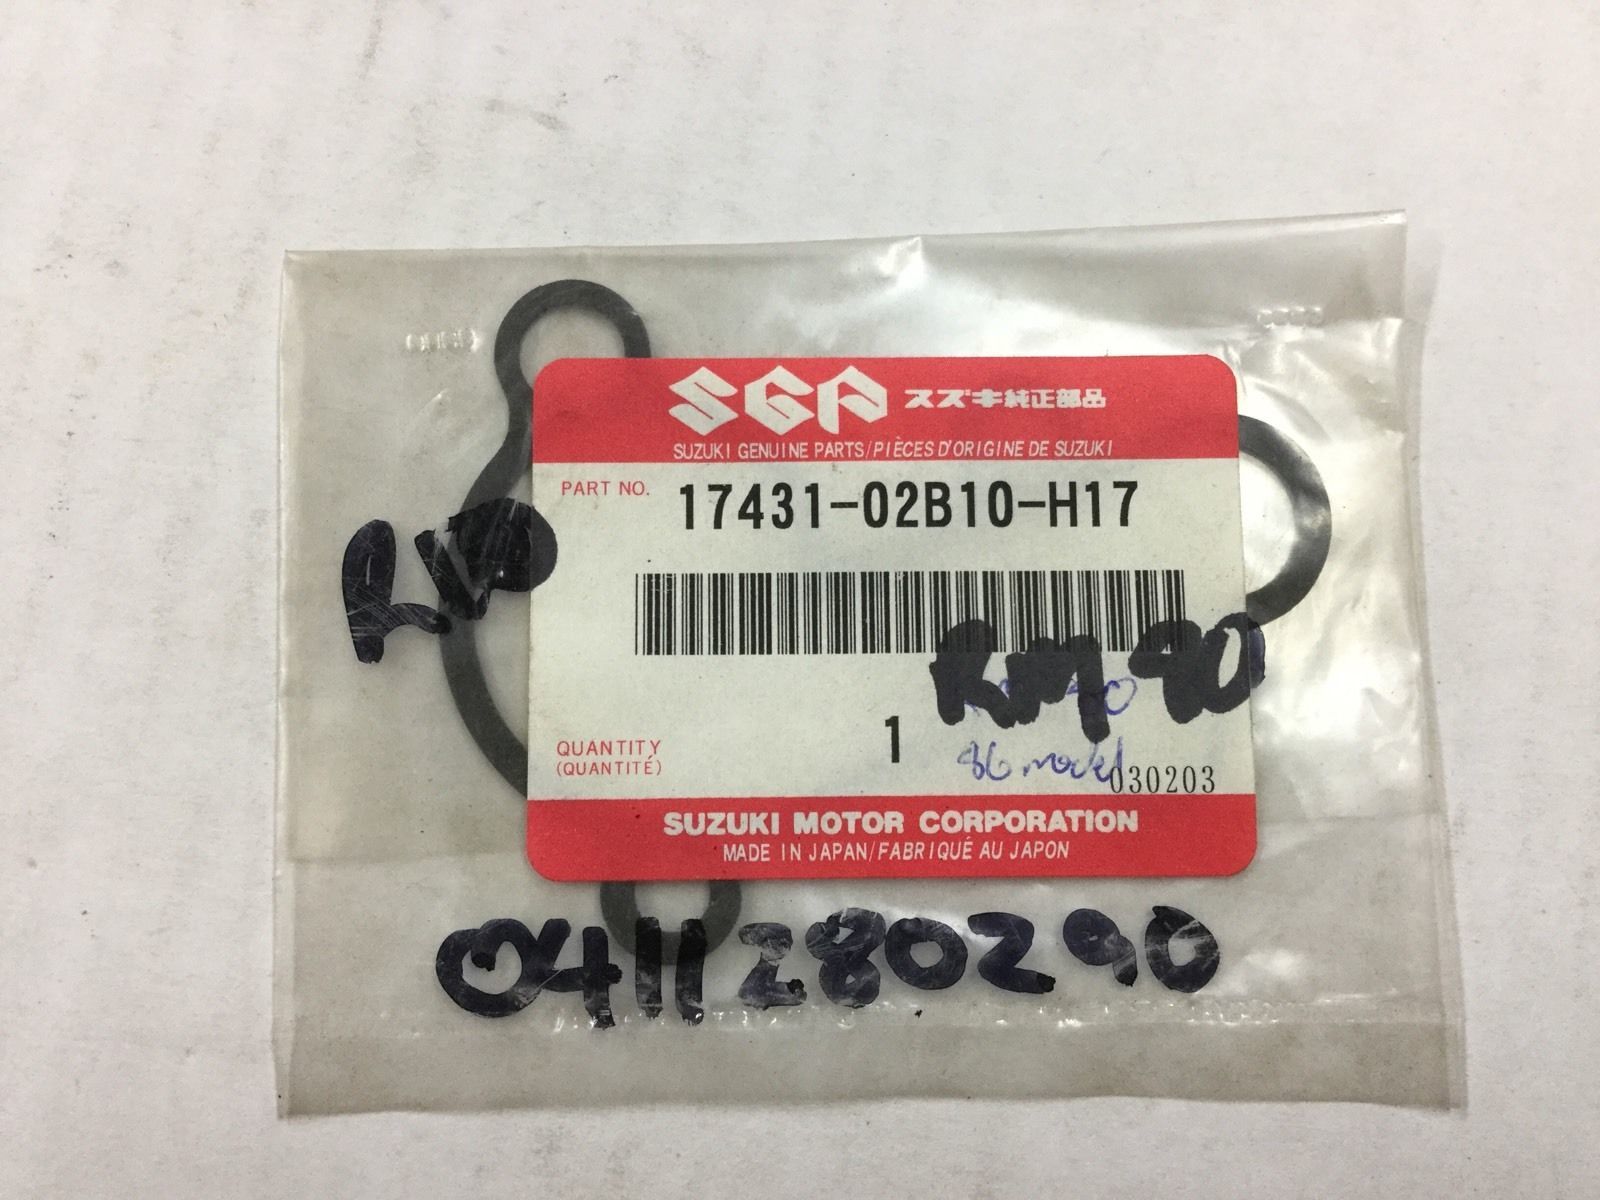 SGP スズキ純正部品
SUZUKI GENUINE PARTS/PIÈCES D'ORIGINE DE SUZUKI
PART NO. 17431-02B10-H17
RM 90
QUANTITY 1
(QUANTITÉ)
86 model
030203
SUZUKI MOTOR CORPORATION
MADE IN JAPAN/FABRIQUÉ AU JAPON
0411280290